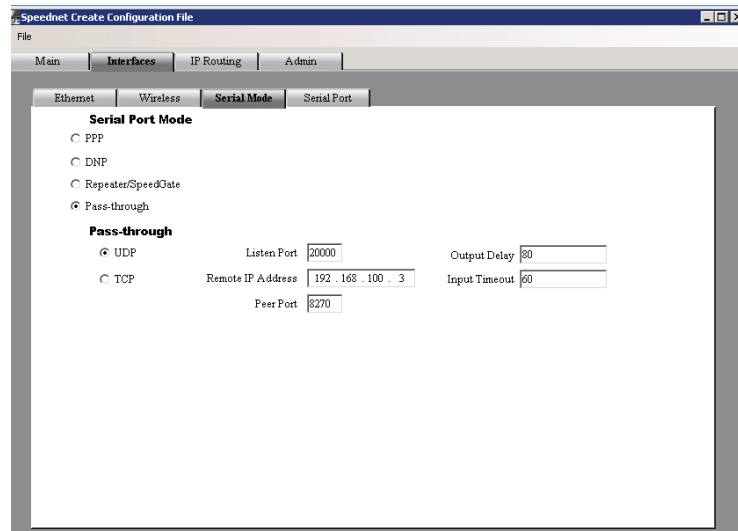 Speednet Create Configuration File
File
Main Interfaces IP Routing Admin
Ethernet Wireless Serial Mode Serial Port
Serial Port Mode
PPP
DNP
Repeater/SpeedGate
Pass-through
Pass-through
UDP Listen Port 20000 Output Delay 80
TCP Remote IP Address 192 . 168 . 100 . 3 Input Timeout 60
Peer Port 8270